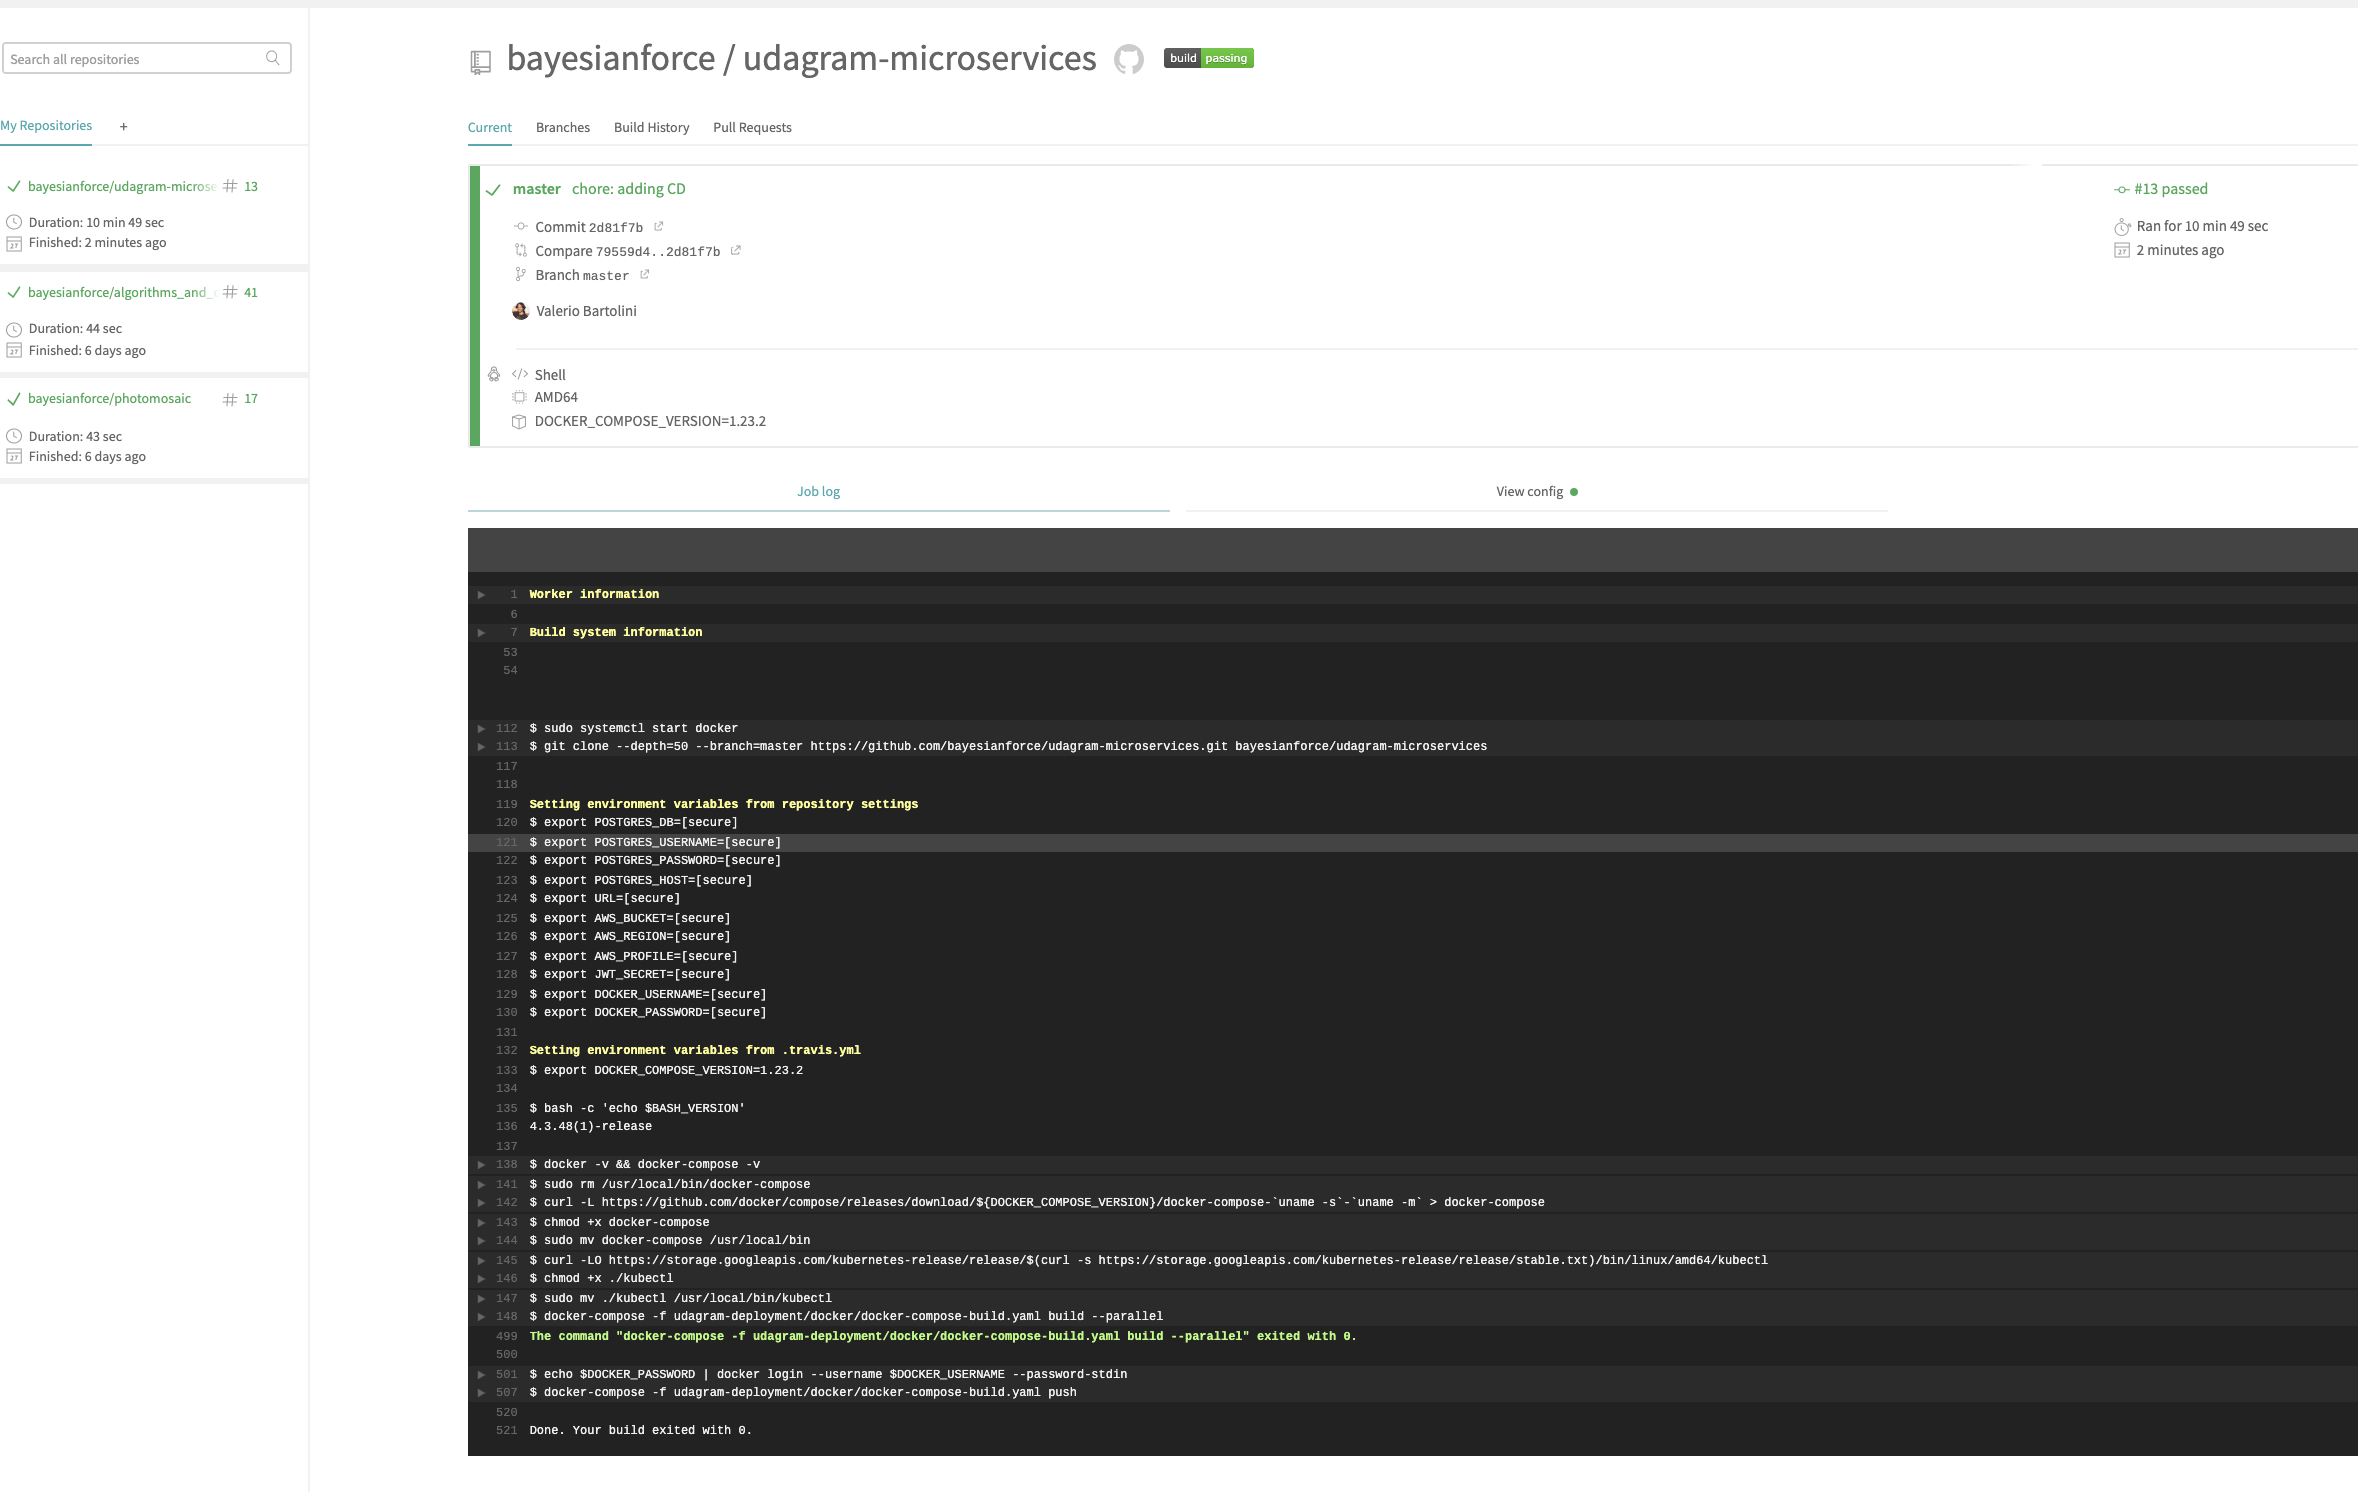 Search all repositories
My Repositories +
bayesianforce/udagram-micros # 13
Duration: 10 min 49 sec
Finished: 2 minutes ago
bayesianforce/algorithms_and_ # 41
Duration: 44 sec
Finished: 6 days ago
bayesianforce/photomosaic # 17
Duration: 43 sec
Finished: 6 days ago
bayesianforce / udagram-microservices build passing
Current Branches Build History Pull Requests
master chore: adding CD
Commit 2d81f7b
Compare 79559d4..2d81f7b
Branch master
Valerio Bartolini
#13 passed
Ran for 10 min 49 sec
2 minutes ago
Shell
AMD64
DOCKER_COMPOSE_VERSION=1.23.2
Job log View config
1 Worker information
6
7 Build system information
53
54
112 $ sudo systemctl start docker
113 $ git clone --depth=50 --branch=master https://github.com/bayesianforce/udagram-microservices.git bayesianforce/udagram-microservices
117
118
119 Setting environment variables from repository settings
120 $ export POSTGRES_DB=[secure]
121 $ export POSTGRES_USERNAME=[secure]
122 $ export POSTGRES_PASSWORD=[secure]
123 $ export POSTGRES_HOST=[secure]
124 $ export URL=[secure]
125 $ export AWS_BUCKET=[secure]
126 $ export AWS_REGION=[secure]
127 $ export AWS_PROFILE=[secure]
128 $ export JWT_SECRET=[secure]
129 $ export DOCKER_USERNAME=[secure]
130 $ export DOCKER_PASSWORD=[secure]
131
132 Setting environment variables from .travis.yml
133 $ export DOCKER_COMPOSE_VERSION=1.23.2
134
135 $ bash -c 'echo $BASH_VERSION'
136 4.3.48(1)-release
137
138 $ docker -v && docker-compose -v
141 $ sudo rm /usr/local/bin/docker-compose
142 $ curl -L https://github.com/docker/compose/releases/download/${DOCKER_COMPOSE_VERSION}/docker-compose-`uname -s`-`uname -m` > docker-compose
143 $ chmod +x docker-compose
144 $ sudo mv docker-compose /usr/local/bin
145 $ curl -LO https://storage.googleapis.com/kubernetes-release/release/$(curl -s https://storage.googleapis.com/kubernetes-release/release/stable.txt)/bin/linux/amd64/kubectl
146 $ chmod +x ./kubectl
147 $ sudo mv ./kubectl /usr/local/bin/kubectl
148 $ docker-compose -f udagram-deployment/docker/docker-compose-build.yaml build --parallel
499 The command "docker-compose -f udagram-deployment/docker/docker-compose-build.yaml build --parallel" exited with 0.
500
501 $ echo $DOCKER_PASSWORD | docker login --username $DOCKER_USERNAME --password-stdin
507 $ docker-compose -f udagram-deployment/docker/docker-compose-build.yaml push
520
521 Done. Your build exited with 0.